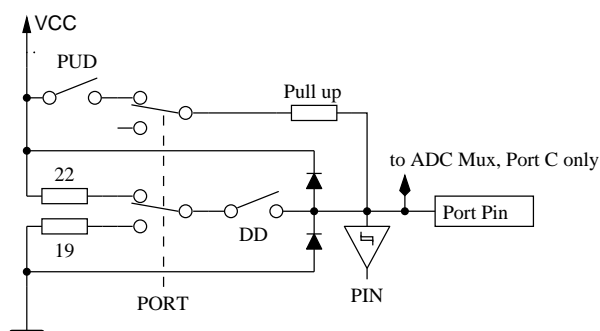 VCC
PUD
Pull up
to ADC Mux, Port C only
22
Port Pin
19
DD
PIN
PORT